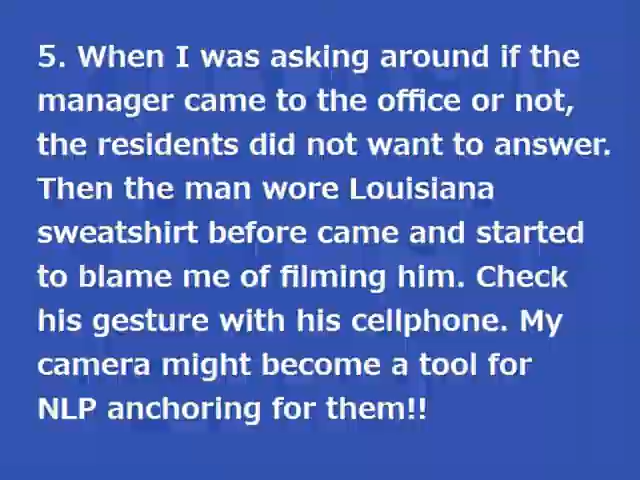 5. When I was asking around if the
manager came to the office or not,
the residents did not want to answer.
Then the man wore Louisiana
sweatshirt before came and started
to blame me of filming him. Check
his gesture with his cellphone. My
camera might become a tool for
NLP anchoring for them!!